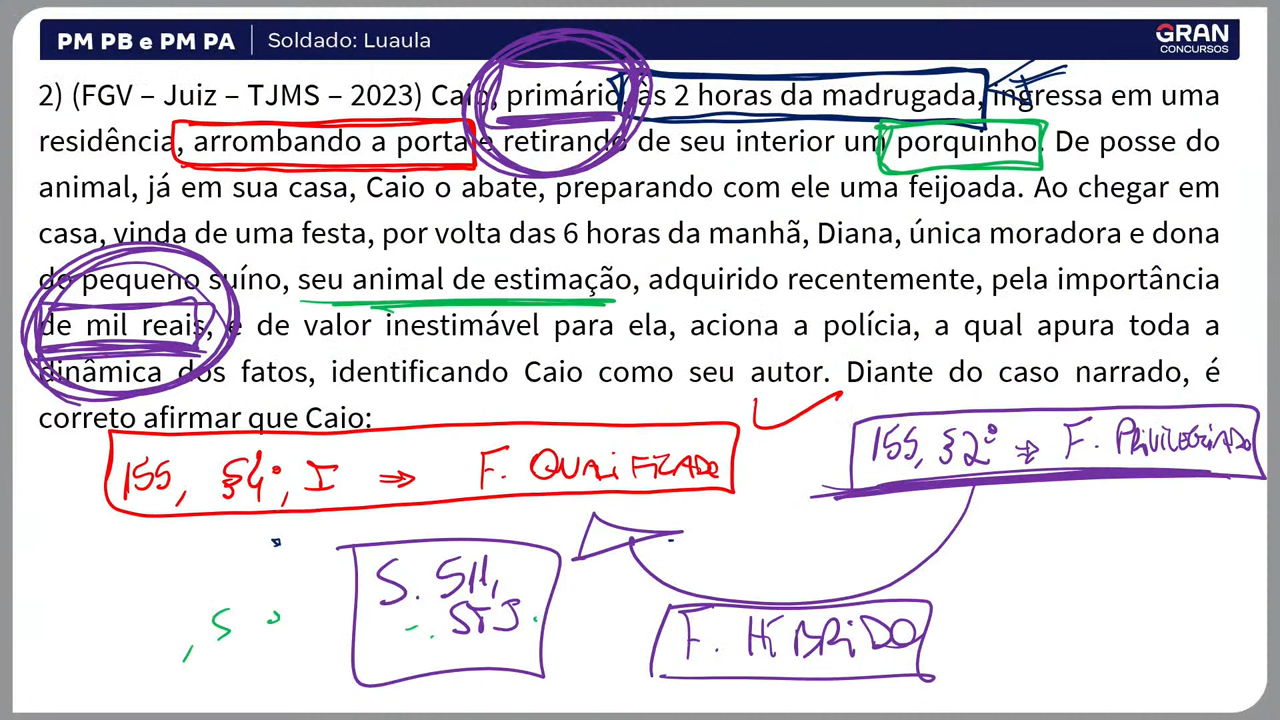 PM PB e PM PA | Soldado: Luaula
GRAN
CONCURSOS
2) (FGV – Juiz – TJMS – 2023) Caio, primário, às 2 horas da madrugada, ingressa em uma
residência, arrombando a porta e retirando de seu interior um porquinho. De posse do
animal, já em sua casa, Caio o abate, preparando com ele uma feijoada. Ao chegar em
casa, vinda de uma festa, por volta das 6 horas da manhã, Diana, única moradora e dona
do pequeno suíno, seu animal de estimação, adquirido recentemente, pela importância
de mil reais, e de valor inestimável para ela, aciona a polícia, a qual apura toda a
dinâmica dos fatos, identificando Caio como seu autor. Diante do caso narrado, é
correto afirmar que Caio:
155, §4º, I ⇒ F. QUALIFICADO
155, §2º ⇒ F. PRIVILEGIADO
S. 511,
STJ.
F. HÍBRIDO